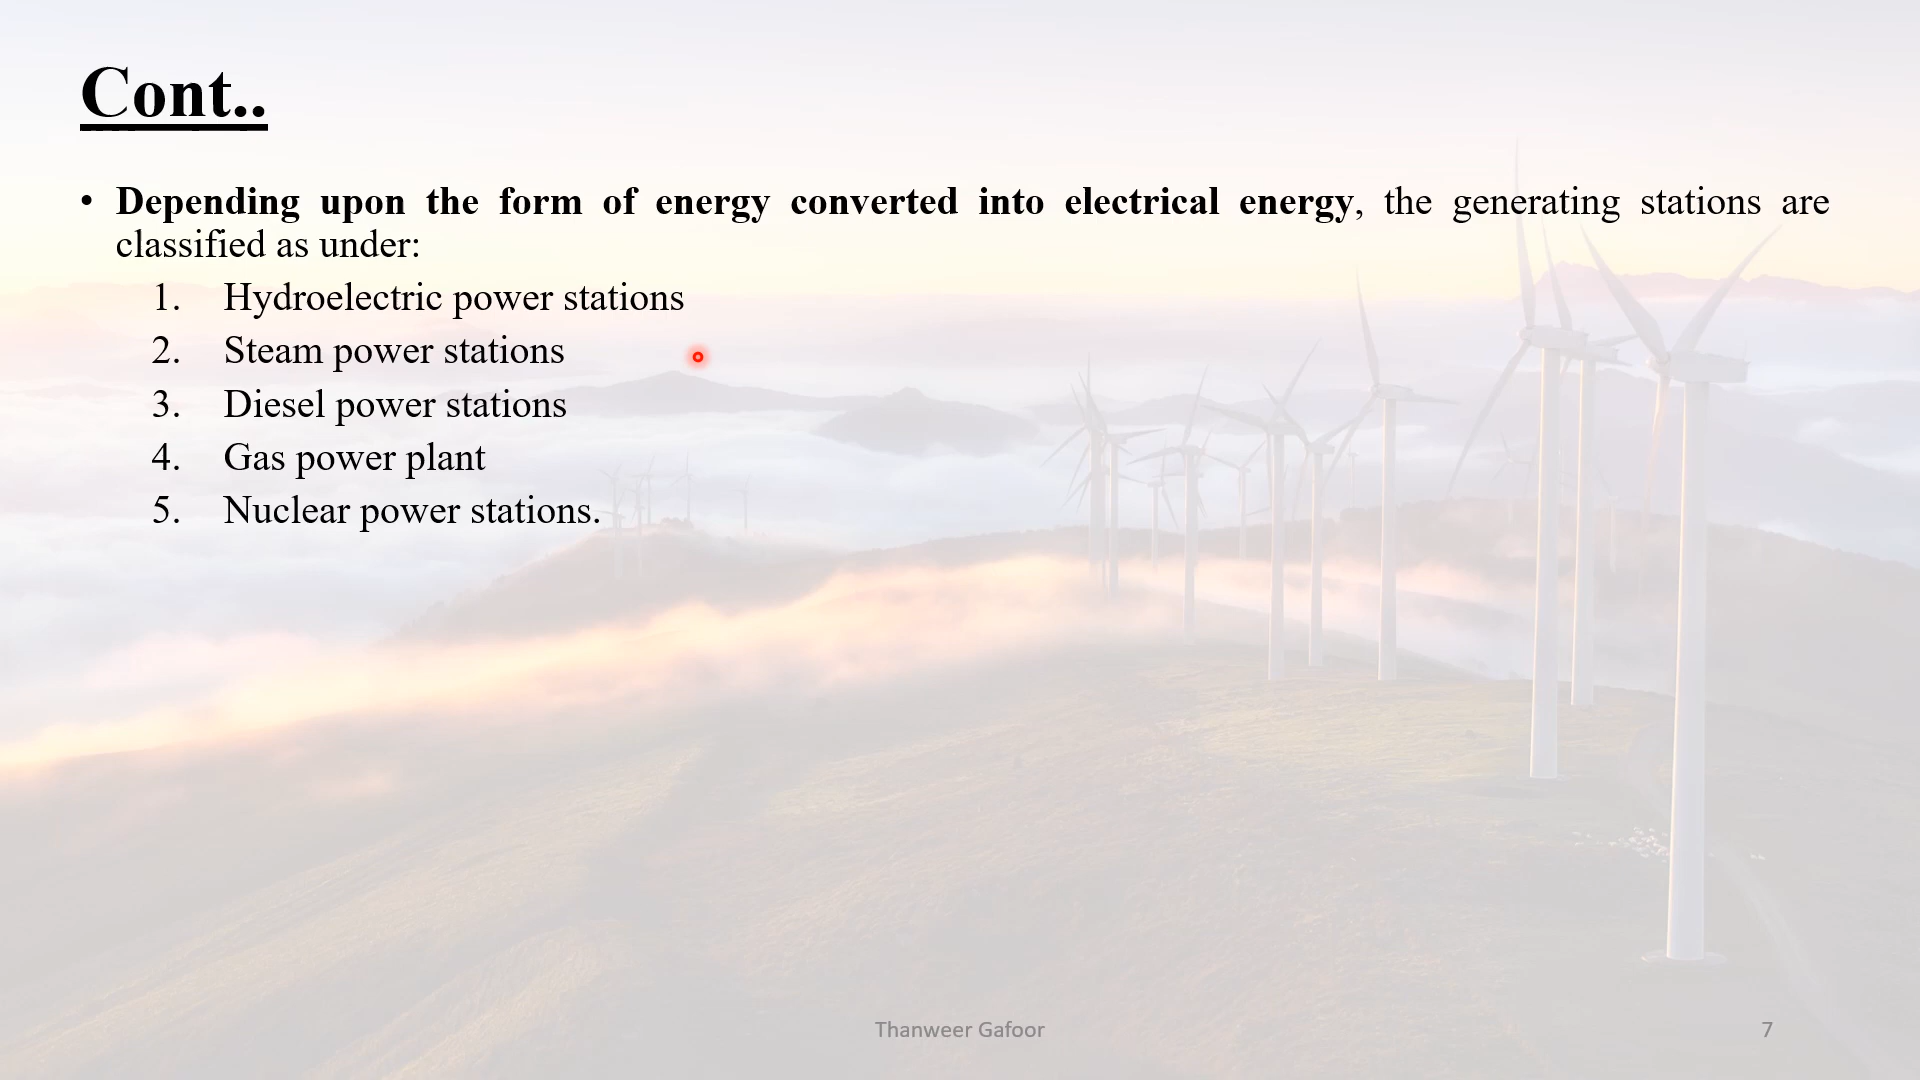 Cont..
• Depending upon the form of energy converted into electrical energy, the generating stations are
classified as under:
1. Hydroelectric power stations
2. Steam power stations
3. Diesel power stations
4. Gas power plant
5. Nuclear power stations.
Thanweer Gafoor
7